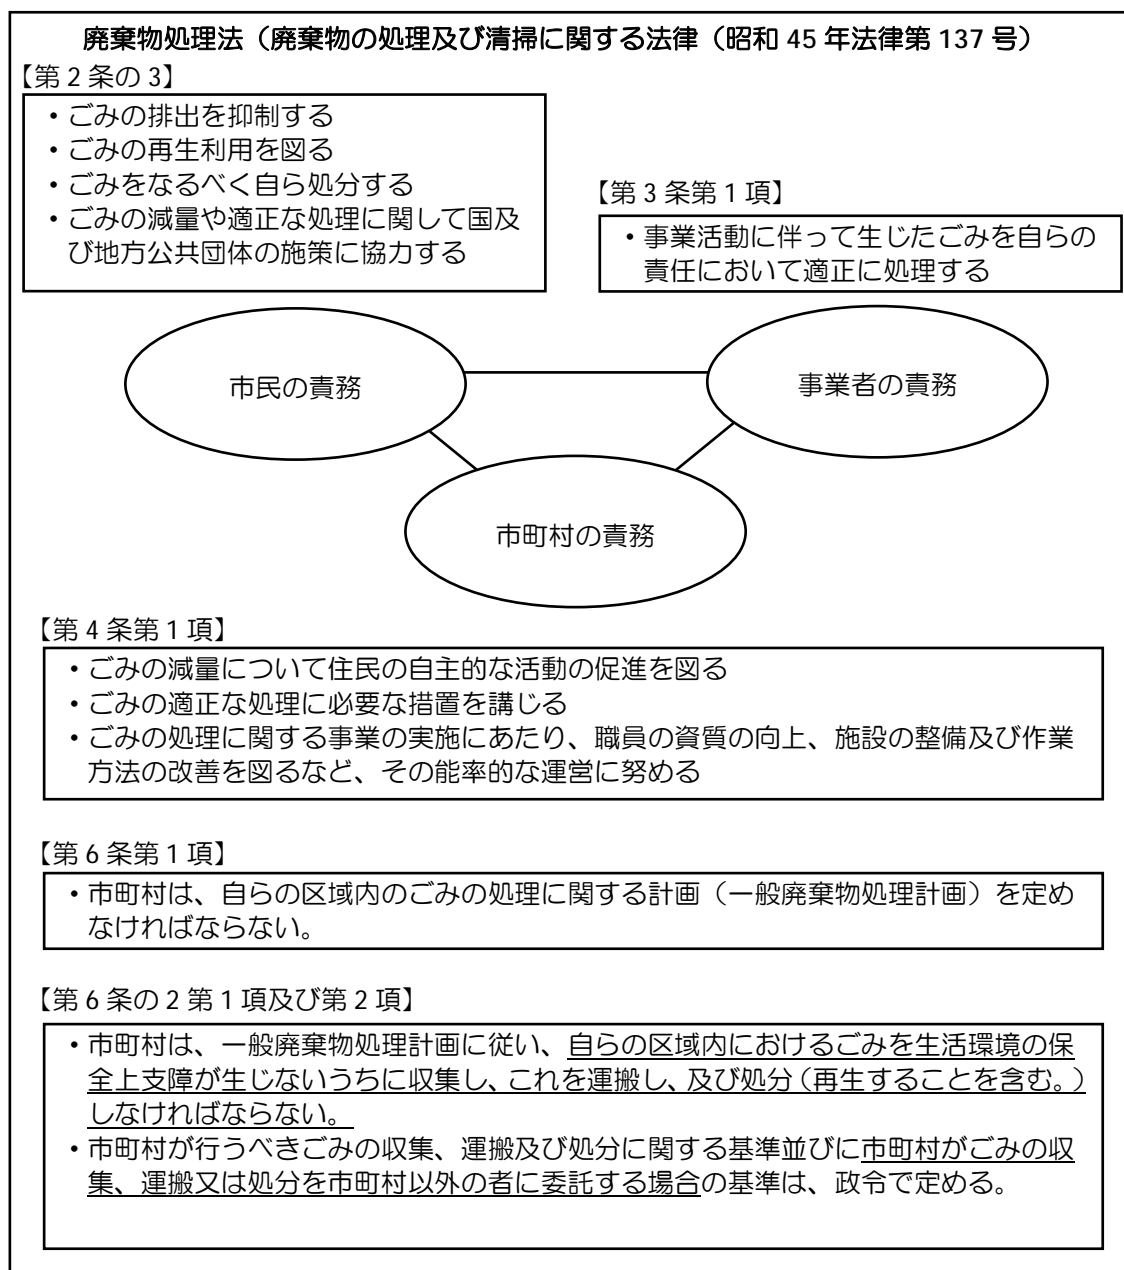 廃棄物処理法（廃棄物の処理及び清掃に関する法律（昭和 45 年法律第 137 号）
【第 2 条の 3】
・ごみの排出を抑制する
・ごみの再生利用を図る
・ごみをなるべく自ら処分する
・ごみの減量や適正な処理に関して国及
び地方公共団体の施策に協力する
【第 3 条第 1 項】
・事業活動に伴って生じたごみを自らの
責任において適正に処理する
市民の責務
事業者の責務
市町村の責務
【第 4 条第 1 項】
・ごみの減量について住民の自主的な活動の促進を図る
・ごみの適正な処理に必要な措置を講じる
・ごみの処理に関する事業の実施にあたり、職員の資質の向上、施設の整備及び作業
方法の改善を図るなど、その能率的な運営に努める
【第 6 条第 1 項】
・市町村は、自らの区域内のごみの処理に関する計画（一般廃棄物処理計画）を定め
なければならない。
【第 6 条の 2 第 1 項及び第 2 項】
・市町村は、一般廃棄物処理計画に従い、自らの区域内におけるごみを生活環境の保
全上支障が生じないうちに収集し、これを運搬し、及び処分（再生することを含む。）
しなければならない。
・市町村が行うべきごみの収集、運搬及び処分に関する基準並びに市町村がごみの収
集、運搬又は処分を市町村以外の者に委託する場合の基準は、政令で定める。